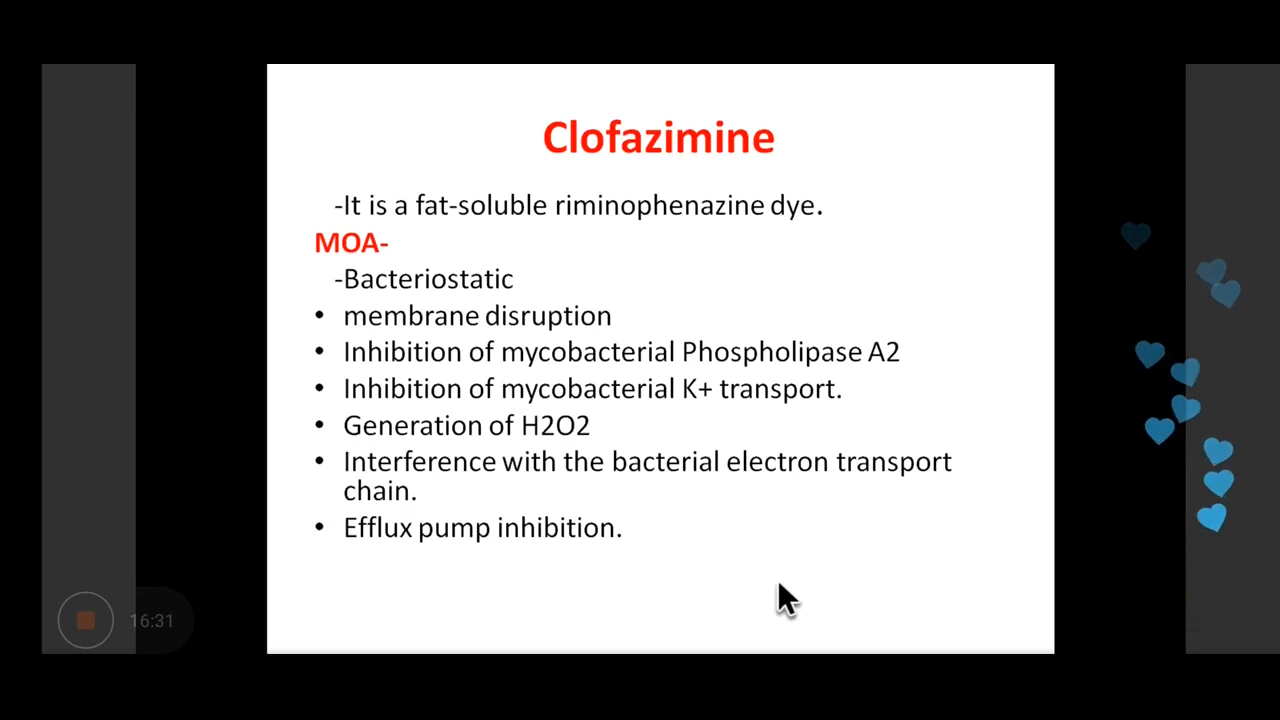 Clofazimine
-It is a fat-soluble riminophenazine dye.
MOA-
-Bacteriostatic
• membrane disruption
• Inhibition of mycobacterial Phospholipase A2
• Inhibition of mycobacterial K+ transport.
• Generation of H2O2
• Interference with the bacterial electron transport
chain.
• Efflux pump inhibition.
16:31